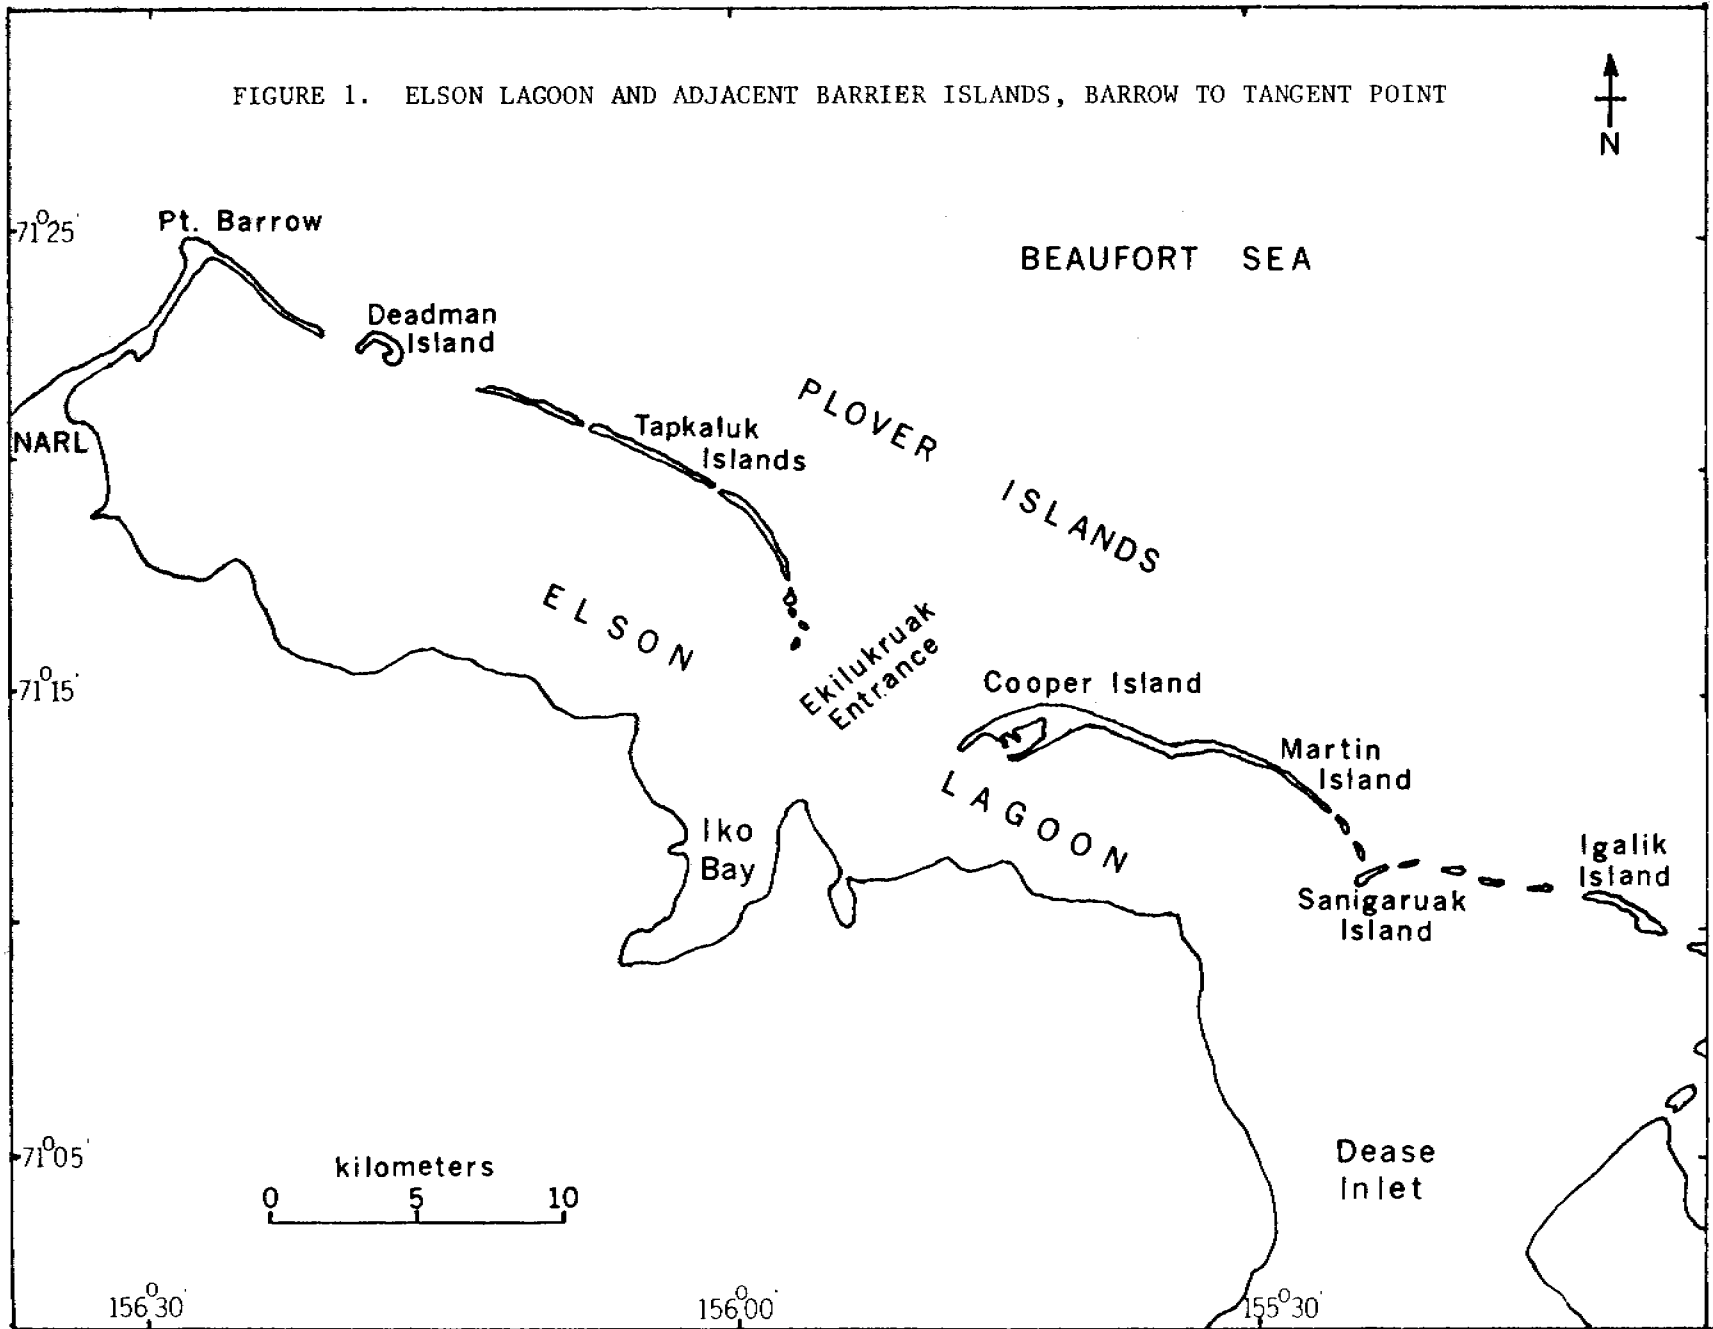 FIGURE 1. ELSON LAGOON AND ADJACENT BARRIER ISLANDS, BARROW TO TANGENT POINT
N
71°25'
Pt. Barrow
BEAUFORT SEA
Deadman
Island
PLOVER ISLANDS
NARL
Tapkaluk
Islands
ELSON LAGOON
Ekilukruak
Entrance
71°15'
Cooper Island
Martin
Island
Iko
Bay
Igalik
Island
Sanigaruak
Island
71°05'
Dease
Inlet
kilometers
0 5 10
156°30' 156°00' 155°30'